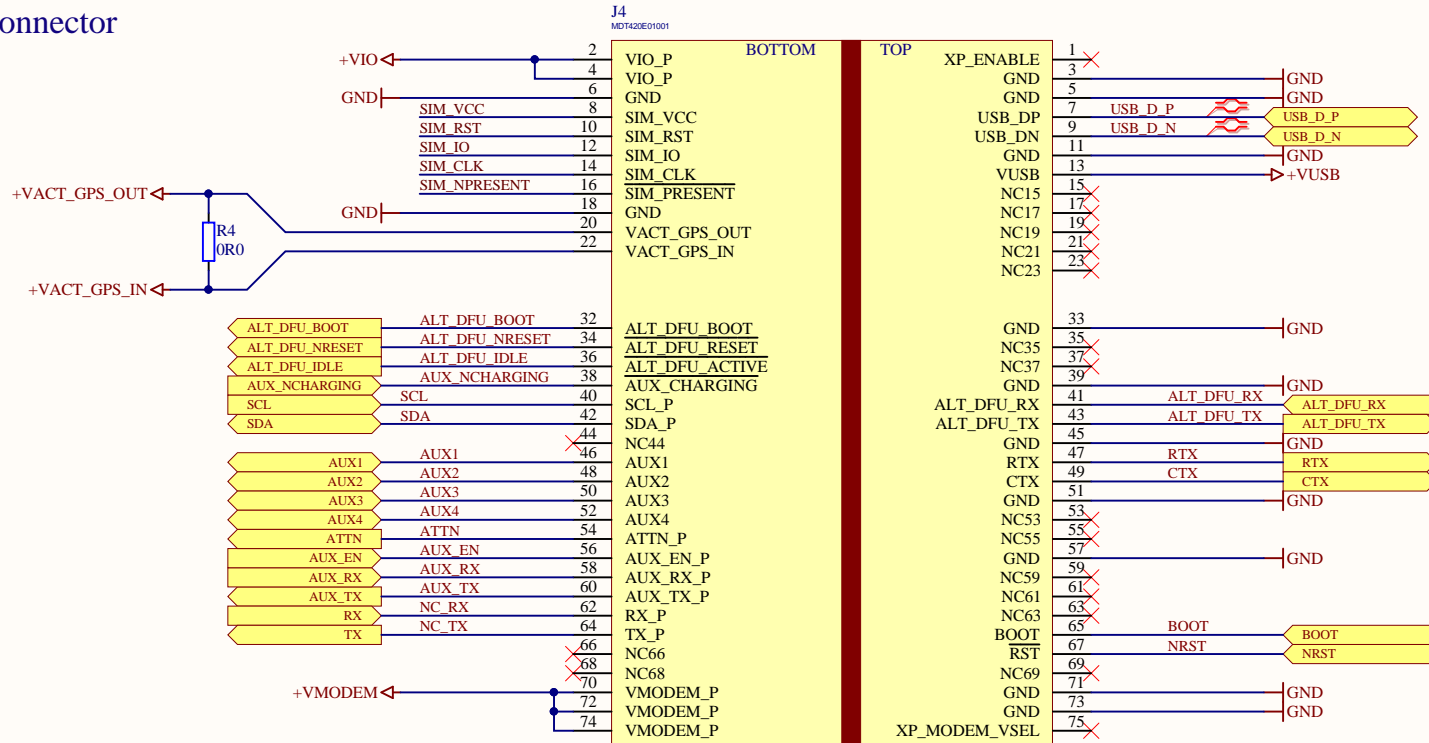 onnector
J4
MDT420E01001
BOTTOM TOP
+VIO 2 VIO_P XP_ENABLE 1
4 VIO_P GND 3 GND
GND 6 GND GND 5 GND
SIM_VCC 8 SIM_VCC USB_DP 7 USB_D_P USB_D_P
SIM_RST 10 SIM_RST USB_DN 9 USB_D_N USB_D_N
SIM_IO 12 SIM_IO GND 11 GND
SIM_CLK 14 SIM_CLK VUSB 13 +VUSB
SIM_NPRESENT 16 SIM_PRESENT NC15 15
+VACT_GPS_OUT
GND 18 GND NC17 17
20 VACT_GPS_OUT NC19 19
R4
0R0
22 VACT_GPS_IN NC21 21
NC23 23
+VACT_GPS_IN
ALT_DFU_BOOT ALT_DFU_BOOT 32 ALT_DFU_BOOT GND 33 GND
ALT_DFU_NRESET ALT_DFU_NRESET 34 ALT_DFU_RESET NC35 35
ALT_DFU_IDLE ALT_DFU_IDLE 36 ALT_DFU_ACTIVE NC37 37
AUX_NCHARGING AUX_NCHARGING 38 AUX_CHARGING GND 39 GND
SCL SCL 40 SCL_P ALT_DFU_RX 41 ALT_DFU_RX ALT_DFU_RX
SDA SDA 42 SDA_P ALT_DFU_TX 43 ALT_DFU_TX ALT_DFU_TX
44 NC44 GND 45 GND
AUX1 AUX1 46 AUX1 RTX 47 RTX RTX
AUX2 AUX2 48 AUX2 CTX 49 CTX CTX
AUX3 AUX3 50 AUX3 GND 51 GND
AUX4 AUX4 52 AUX4 NC53 53
ATTN ATTN 54 ATTN_P NC55 55
AUX_EN AUX_EN 56 AUX_EN_P GND 57 GND
AUX_RX AUX_RX 58 AUX_RX_P NC59 59
AUX_TX AUX_TX 60 AUX_TX_P NC61 61
RX NC_RX 62 RX_P NC63 63
TX NC_TX 64 TX_P BOOT 65 BOOT BOOT
66 NC66 RST 67 NRST NRST
68 NC68 NC69 69
+VMODEM 70 VMODEM_P GND 71 GND
72 VMODEM_P GND 73 GND
74 VMODEM_P XP_MODEM_VSEL 75